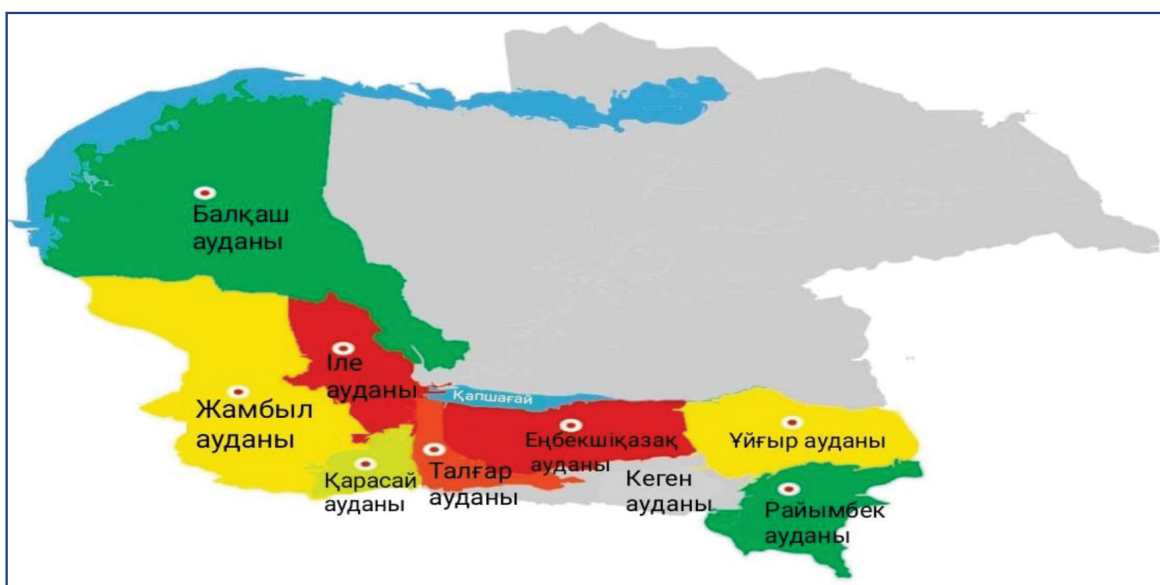 Балқаш
ауданы
Іле
ауданы
Жамбыл
ауданы
Қапшағай
Қарасай
ауданы
Талғар
ауданы
Еңбекшіқазақ
ауданы
Кеген
ауданы
Ұйғыр ауданы
Райымбек
ауданы